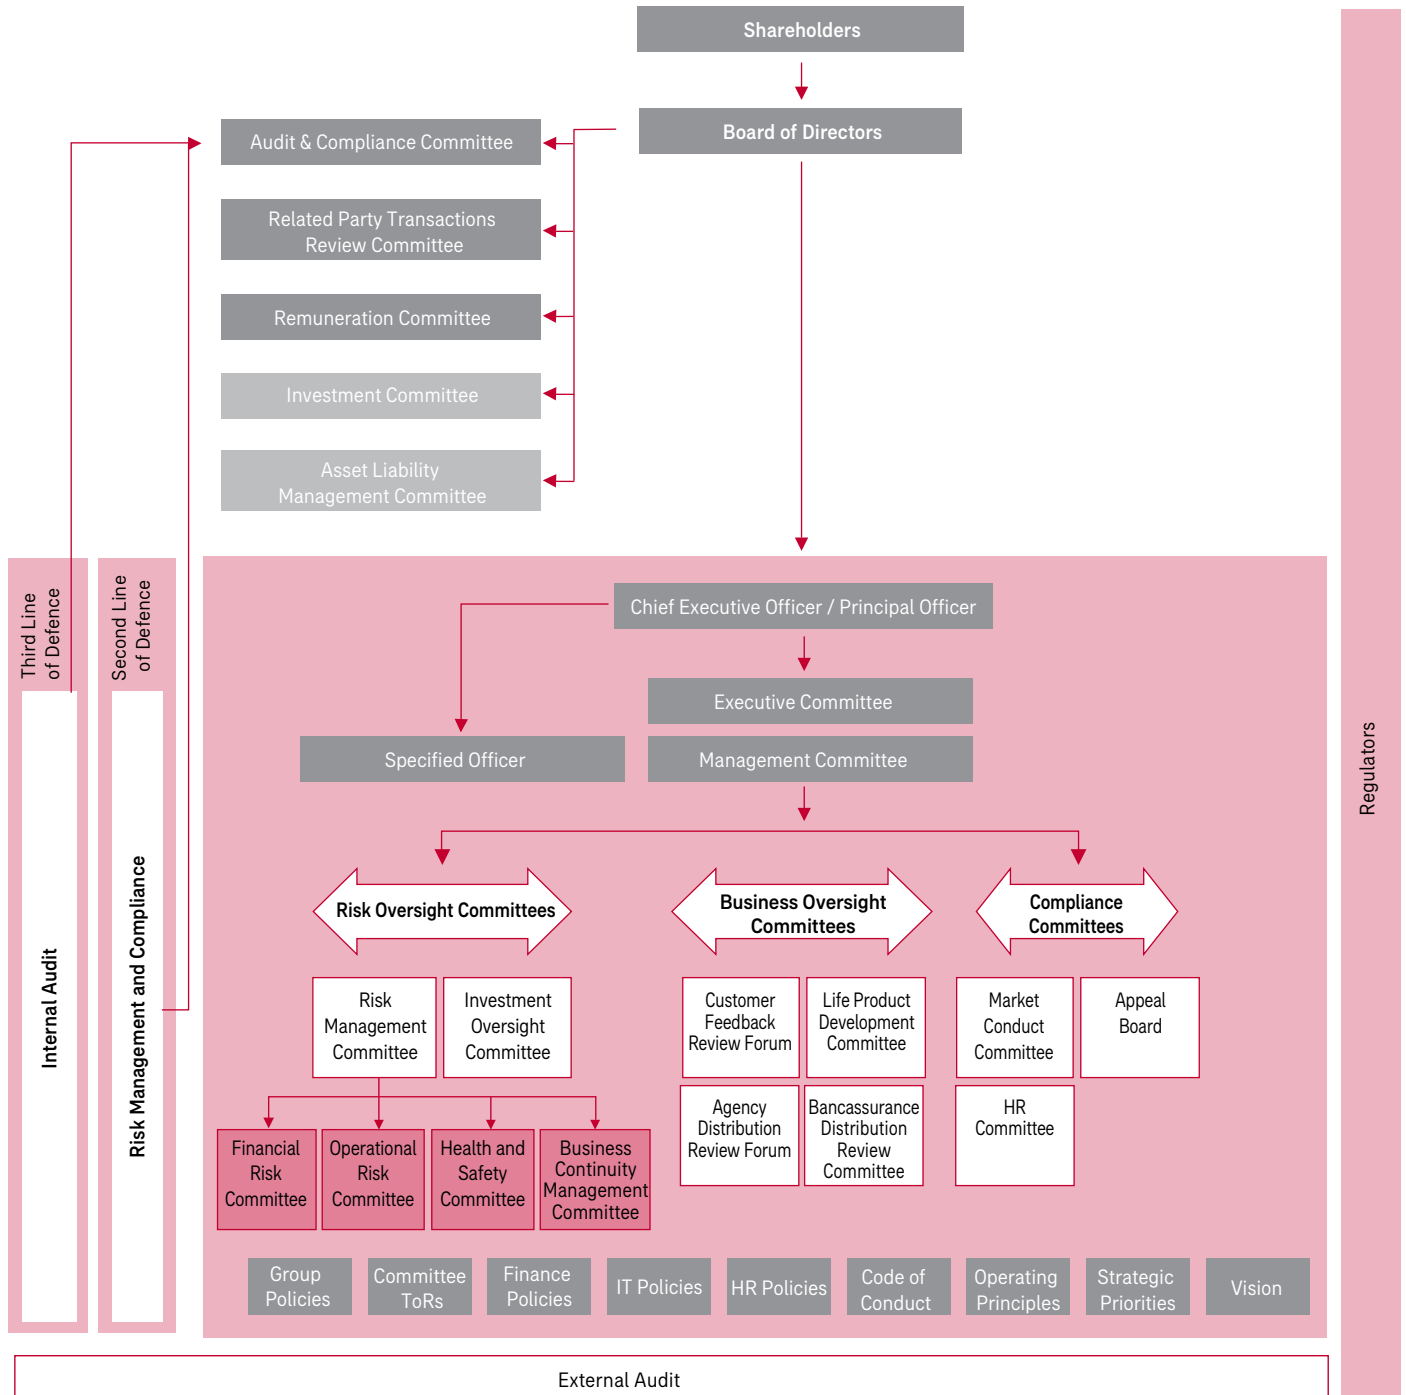 Shareholders
Board of Directors
Audit & Compliance Committee
Related Party Transactions
Review Committee
Remuneration Committee
Investment Committee
Asset Liability
Management Committee
Third Line
of Defence
Second Line
of Defence
Internal Audit
Risk Management and Compliance
Regulators
Chief Executive Officer / Principal Officer
Executive Committee
Specified Officer
Management Committee
Risk Oversight Committees
Business Oversight
Committees
Compliance
Committees
Risk
Management
Committee
Investment
Oversight
Committee
Customer
Feedback
Review Forum
Life Product
Development
Committee
Market
Conduct
Committee
Appeal
Board
Agency
Distribution
Review Forum
Bancassurance
Distribution
Review
Committee
HR
Committee
Financial
Risk
Committee
Operational
Risk
Committee
Health and
Safety
Committee
Business
Continuity
Management
Committee
Group
Policies
Committee
ToRs
Finance
Policies
IT Policies
HR Policies
Code of
Conduct
Operating
Principles
Strategic
Priorities
Vision
External Audit